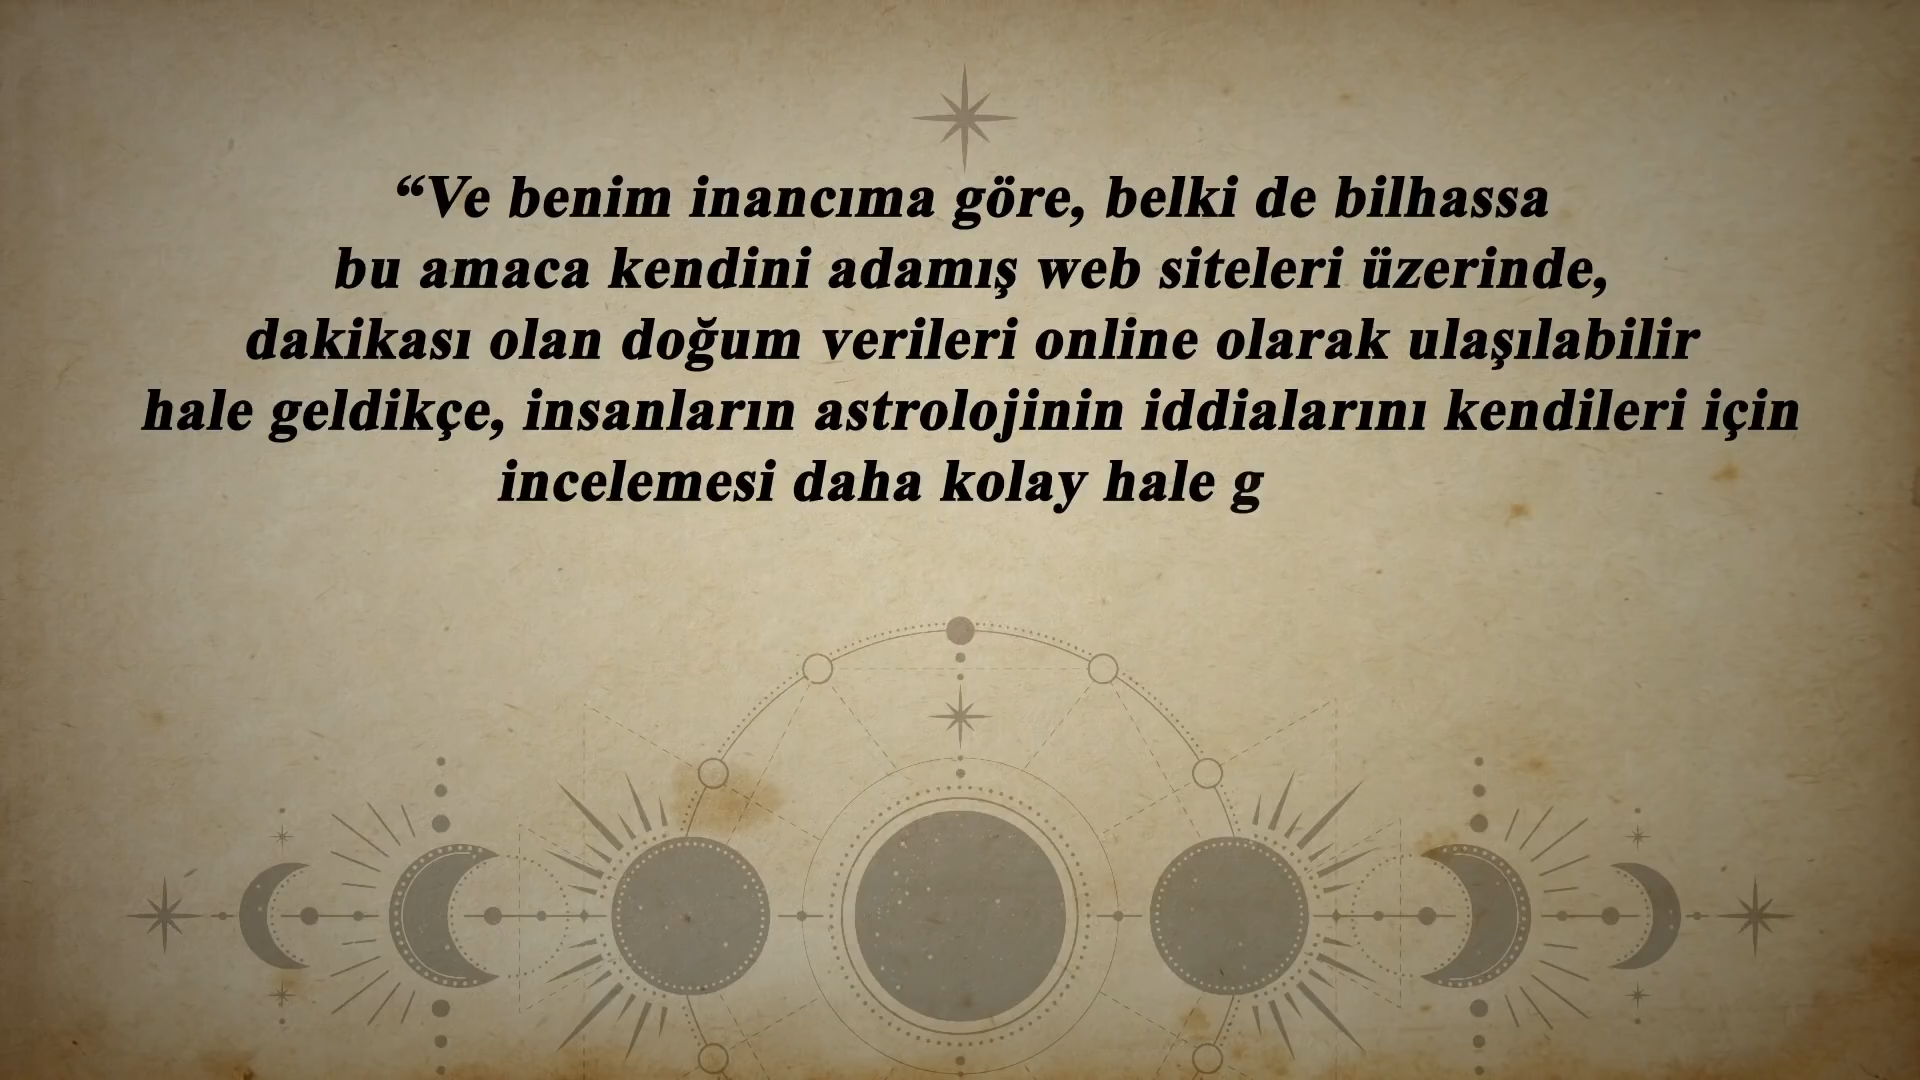 “Ve benim inancıma göre, belki de bilhassa
bu amaca kendini adamış web siteleri üzerinde,
dakikası olan doğum verileri online olarak ulaşılabilir
hale geldikçe, insanların astrolojinin iddialarını kendileri için
incelemesi daha kolay hale g